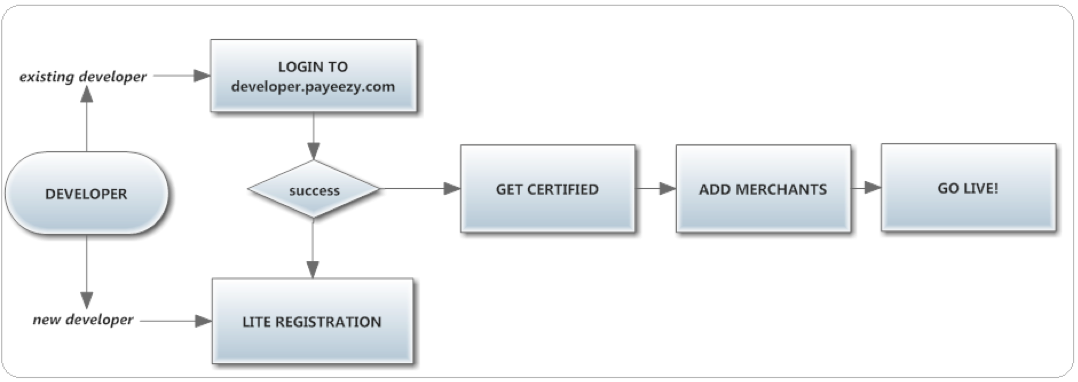 existing developer
LOGIN TO
developer.payeezy.com
DEVELOPER
success
GET CERTIFIED
ADD MERCHANTS
GO LIVE!
new developer
LITE REGISTRATION